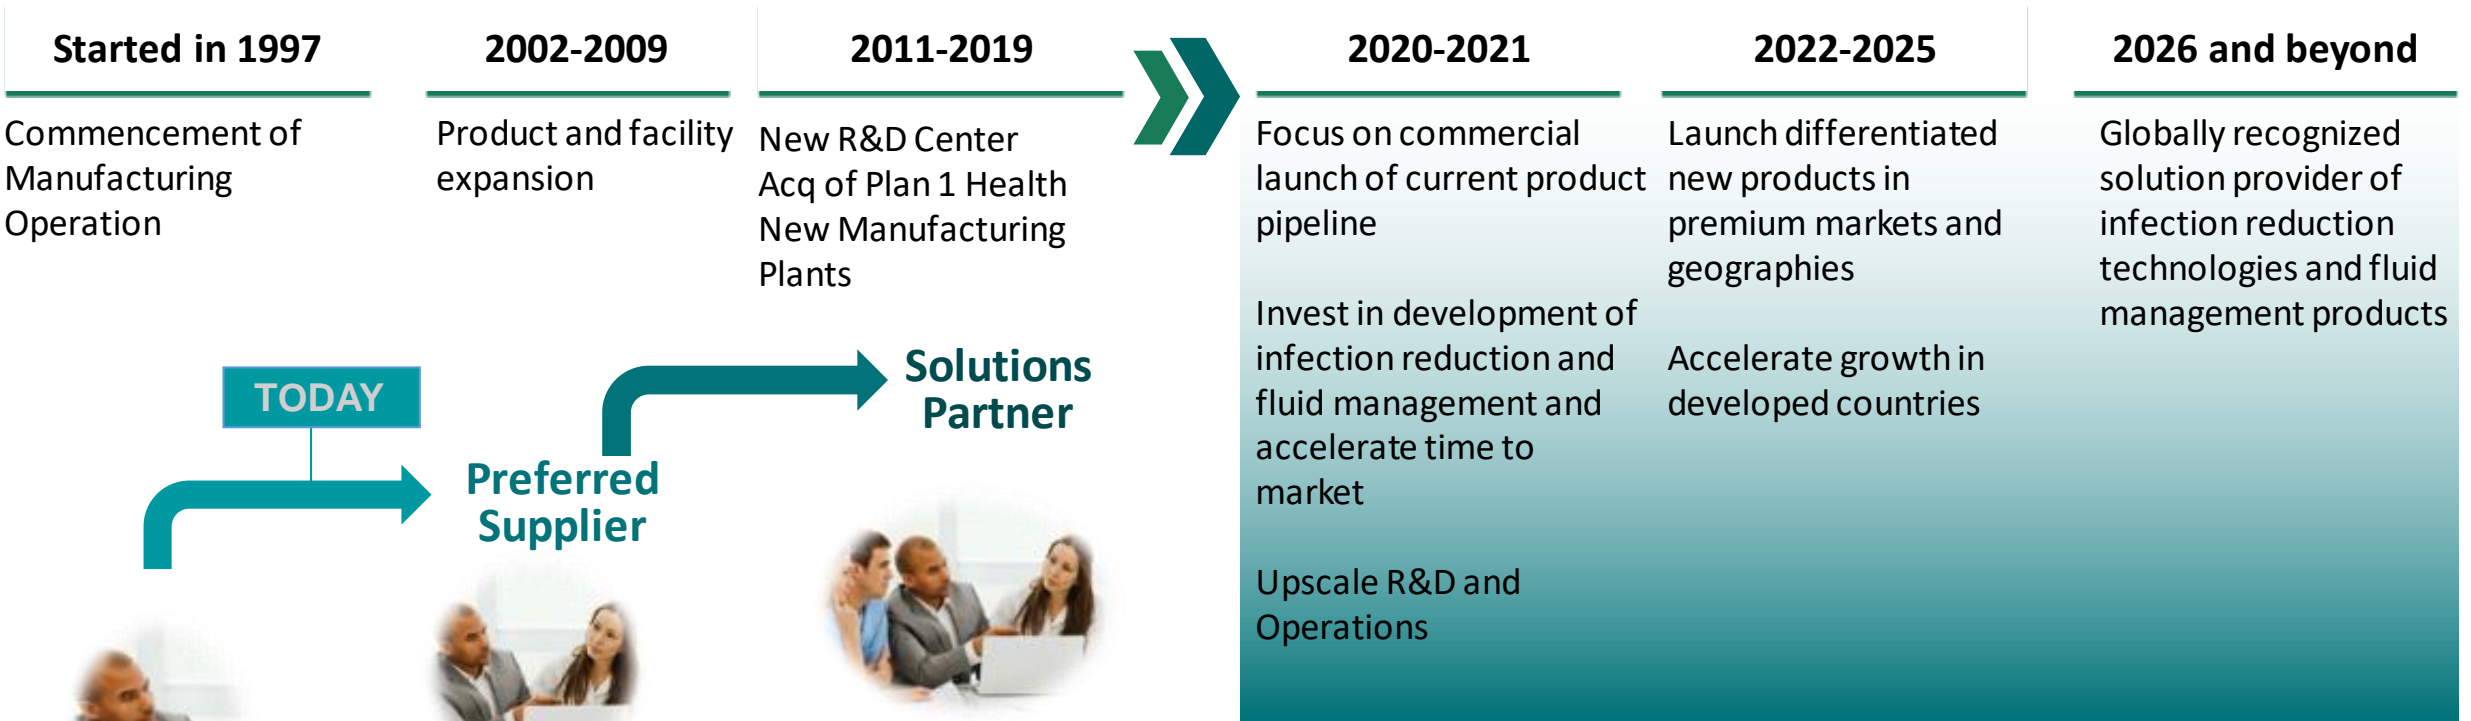 Started in 1997
Commencement of
Manufacturing
Operation
2002-2009
Product and facility
expansion
2011-2019
New R&D Center
Acq of Plan 1 Health
New Manufacturing
Plants
TODAY
Preferred
Supplier
Solutions
Partner
2020-2021
Focus on commercial
launch of current product
pipeline
Invest in development of
infection reduction and
fluid management and
accelerate time to
market
Upscale R&D and
Operations
2022-2025
Launch differentiated
new products in
premium markets and
geographies
Accelerate growth in
developed countries
2026 and beyond
Globally recognized
solution provider of
infection reduction
technologies and fluid
management products